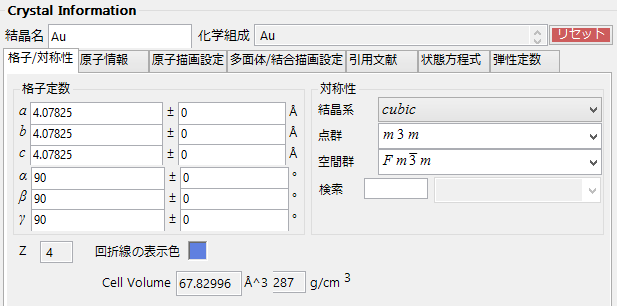 Crystal Information
結晶名 Au 化学組成 Au リセット
格子/対称性 原子情報 原子描画設定 多面体/結合描画設定 引用文献 状態方程式 弾性定数
格子定数 対称性
a 4.07825 ± 0 Å 結晶系 cubic
b 4.07825 ± 0 Å 点群 m 3 m
c 4.07825 ± 0 Å 空間群 F m 3̅ m
α 90 ± 0 ° 検索
β 90 ± 0 °
γ 90 ± 0 °
Z 4 回折線の表示色
Cell Volume 67.82996 Å^3 287 g/cm 3